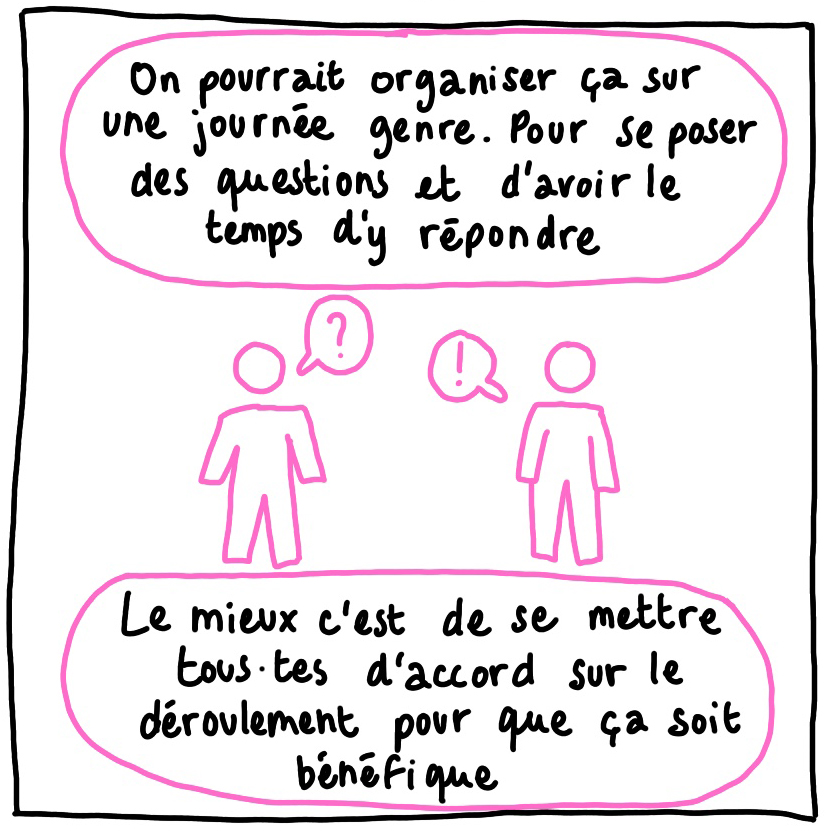 On pourrait organiser ça sur
une journée genre. Pour se poser
des questions et d'avoir le
temps d'y répondre
?
!
Le mieux c'est de se mettre
tous·tes d'accord sur le
déroulement pour que ça soit
bénéfique